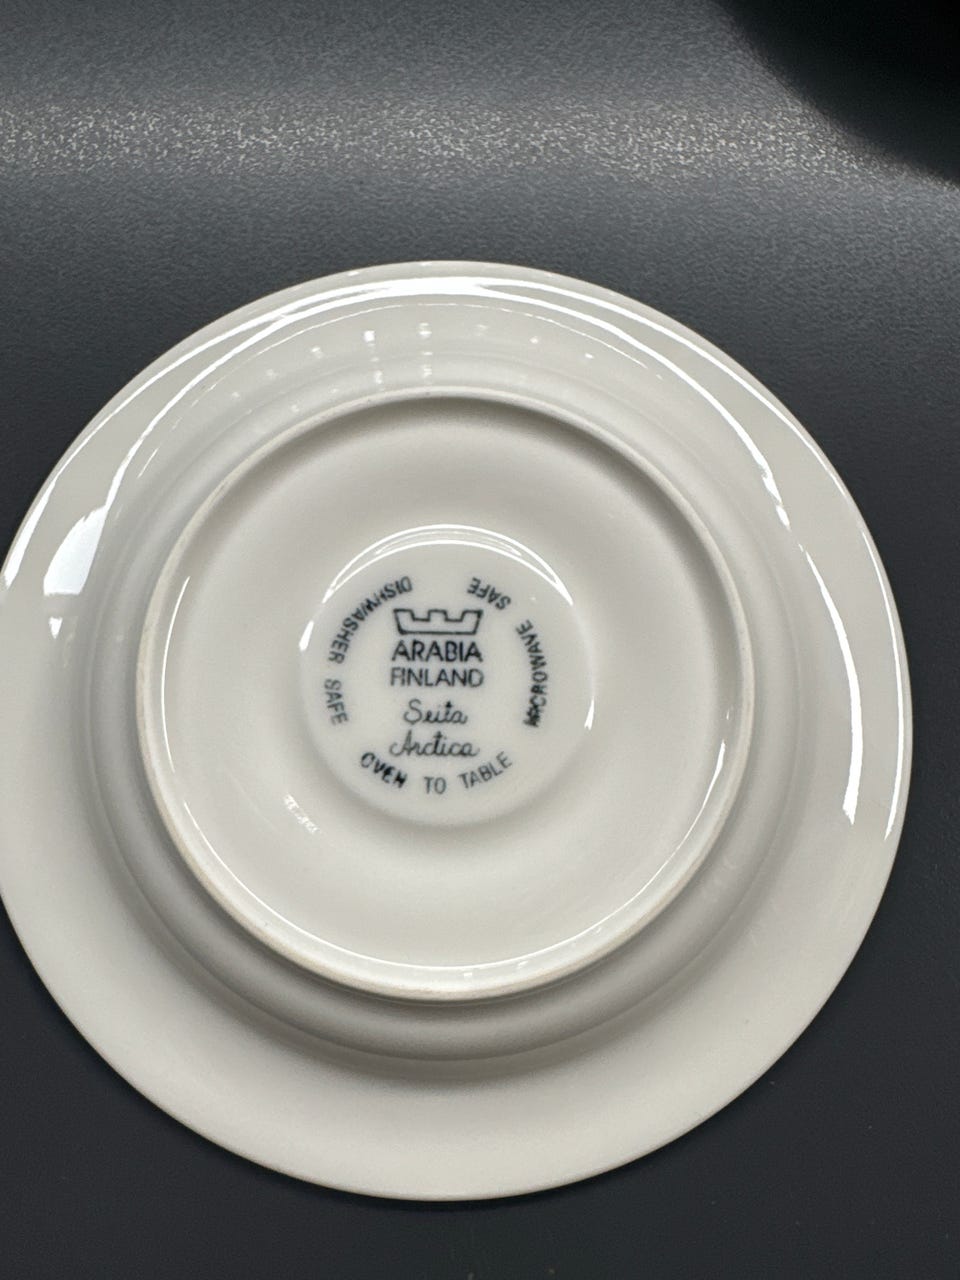 ARABIA
FINLAND
Seita
Arctica
DISHWASHER SAFE
OVEN TO TABLE
MICROWAVE SAFE